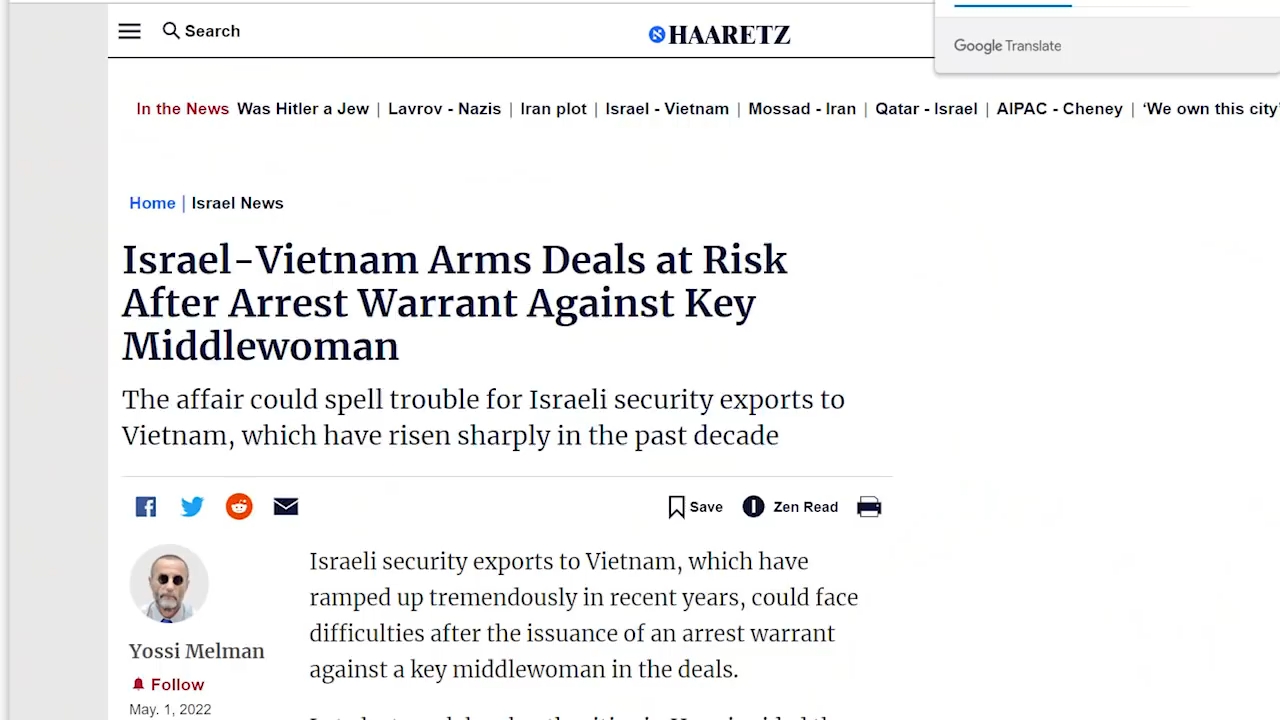 Search
HAARETZ
Google Translate
In the News Was Hitler a Jew | Lavrov - Nazis | Iran plot | Israel - Vietnam | Mossad - Iran | Qatar - Israel | AIPAC - Cheney | ‘We own this city’
Home | Israel News
Israel-Vietnam Arms Deals at Risk
After Arrest Warrant Against Key
Middlewoman
The affair could spell trouble for Israeli security exports to
Vietnam, which have risen sharply in the past decade
Save Zen Read
Israeli security exports to Vietnam, which have
ramped up tremendously in recent years, could face
difficulties after the issuance of an arrest warrant
against a key middlewoman in the deals.
Yossi Melman
Follow
May. 1, 2022